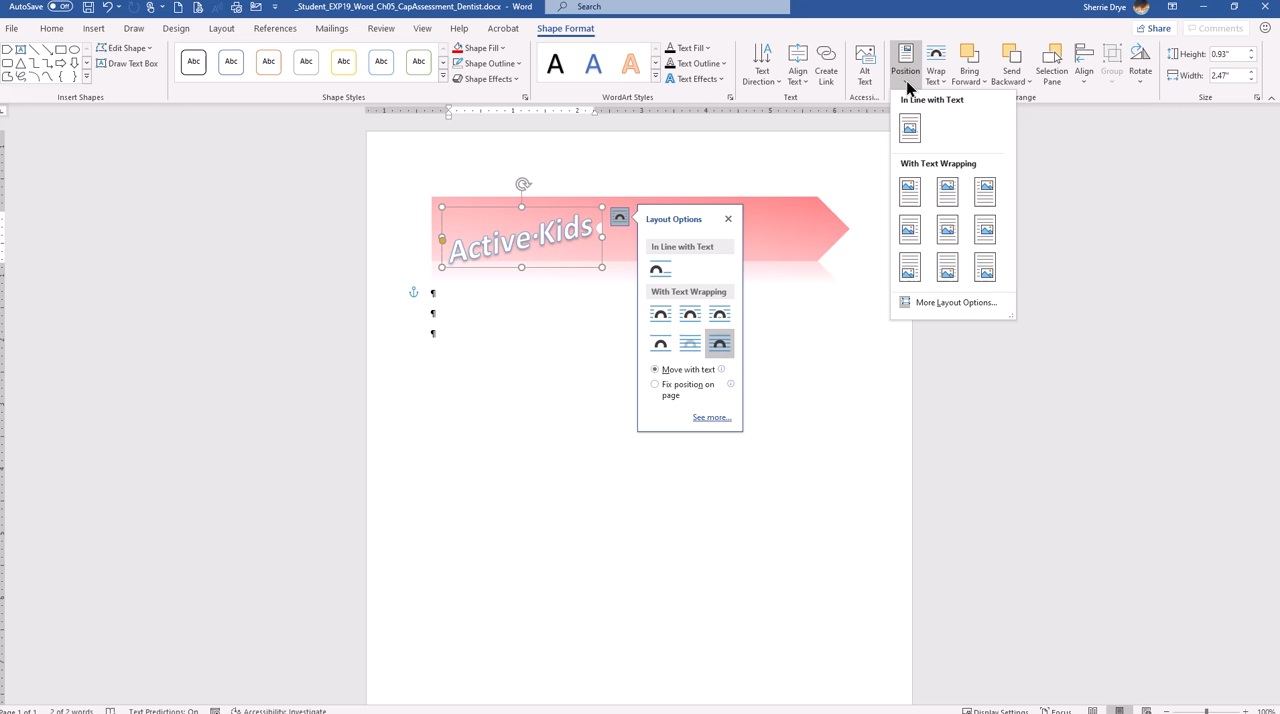 AutoSave Off
_Student_EXP19_Word_Ch05_CapAssessment_Dentist.docx - Word
Search
Sherrie Drye
File Home Insert Draw Design Layout References Mailings Review View Help Acrobat Shape Format
Share Comments
Edit Shape
Draw Text Box
Insert Shapes
Abc Abc Abc Abc Abc Abc
Shape Fill
Shape Outline
Shape Effects
Shape Styles
A A A
Text Fill
Text Outline
Text Effects
WordArt Styles
Text Direction
Align Text
Create Link
Text
Alt Text
Accessi...
Position
Wrap Text
Bring Forward
Send Backward
Selection Pane
Align
Group
Rotate
Height: 0.93"
Width: 2.47"
Size
In Line with Text
With Text Wrapping
More Layout Options...
1 1 2 4 5 6
Active·Kids
¶
¶
¶
Layout Options
In Line with Text
With Text Wrapping
Move with text
Fix position on
page
See more...
Page 1 of 1 2 of 2 words Text Predictions: On Accessibility: Investigate
Display Settings Focus 100%